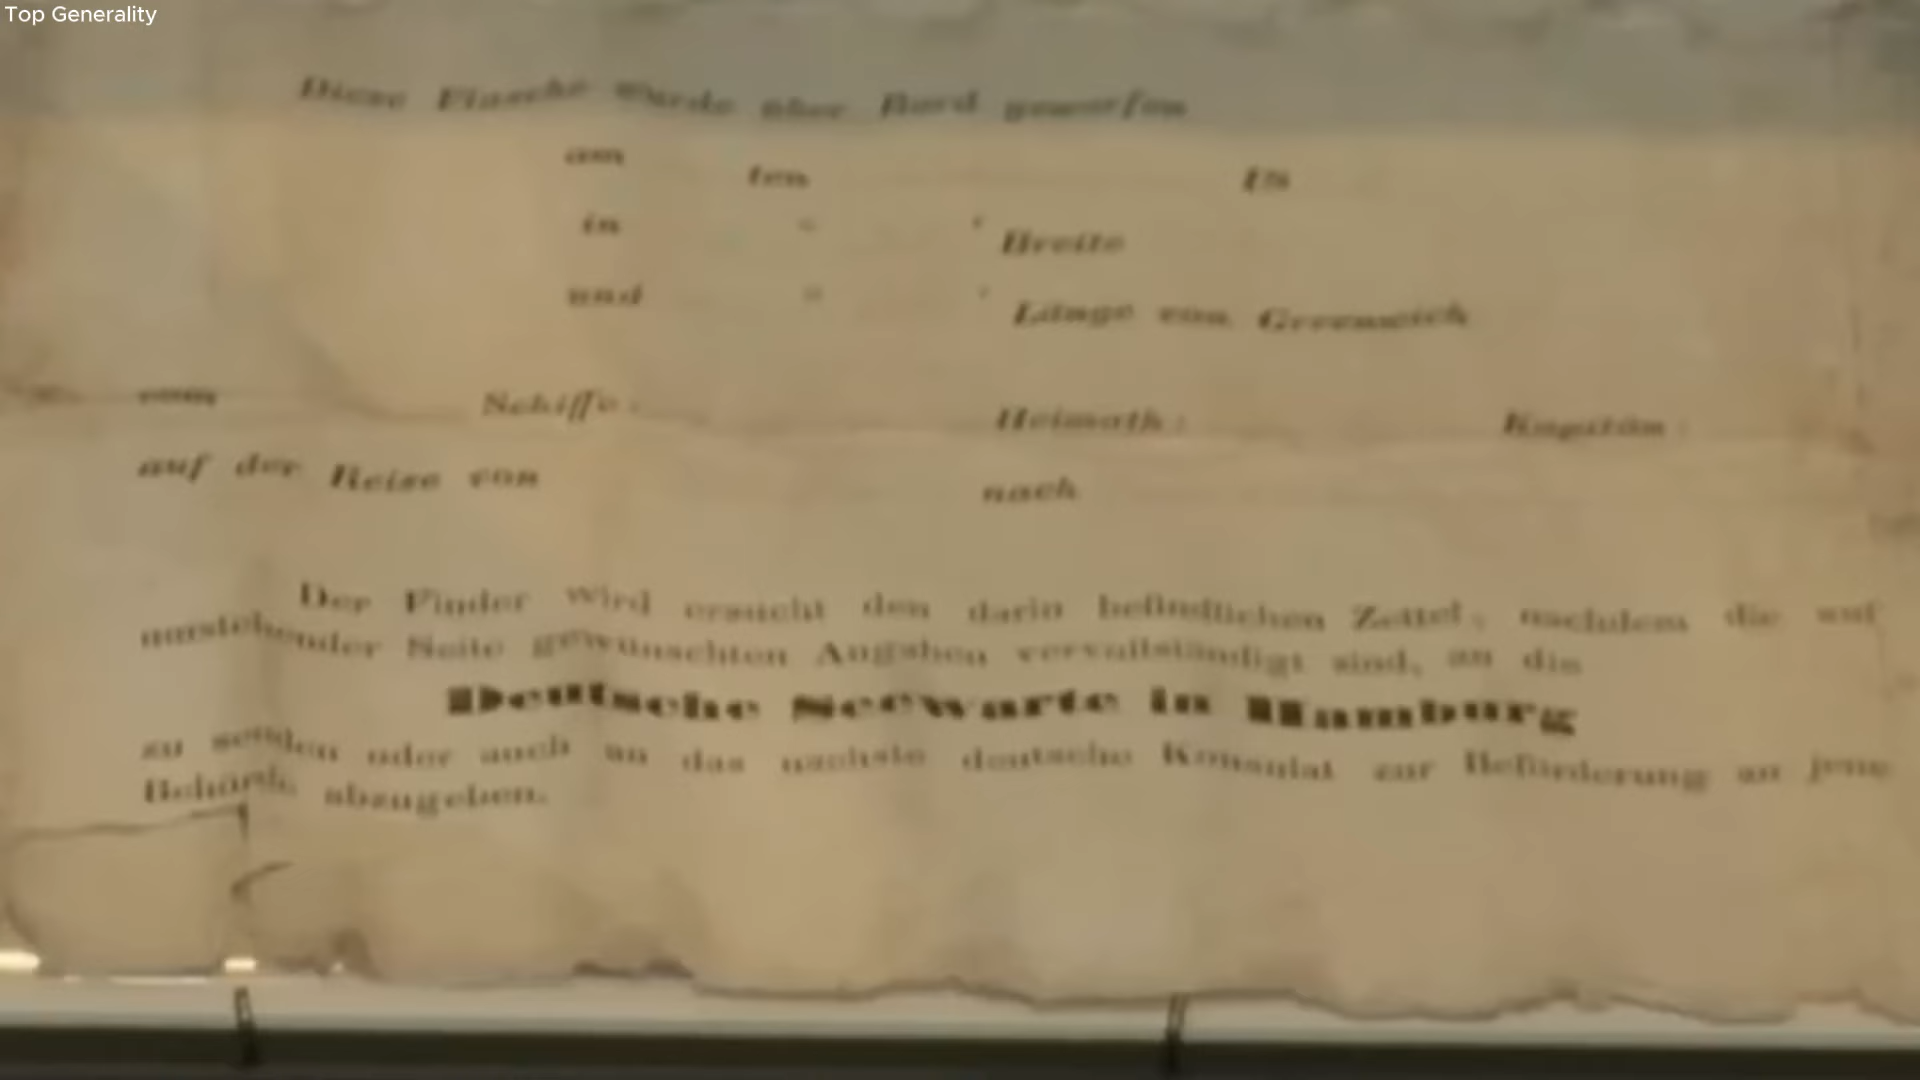 Top Generality
Diese Flasche wurde über Bord geworfen
am ten 18
in ° ' Breite
und ° ' Länge von Greenwich
vom Schiffe: Heimath: Kapitän:
auf der Reise von nach
Der Finder wird ersucht den darin befindlichen Zettel, nachdem die auf
umstehender Seite gewünschten Angaben vervollständigt sind, an die
Deutsche Seewarte in Hamburg
zu senden oder auch an das nächste deutsche Konsulat zur Beförderung an jene
Behörde abzugeben.